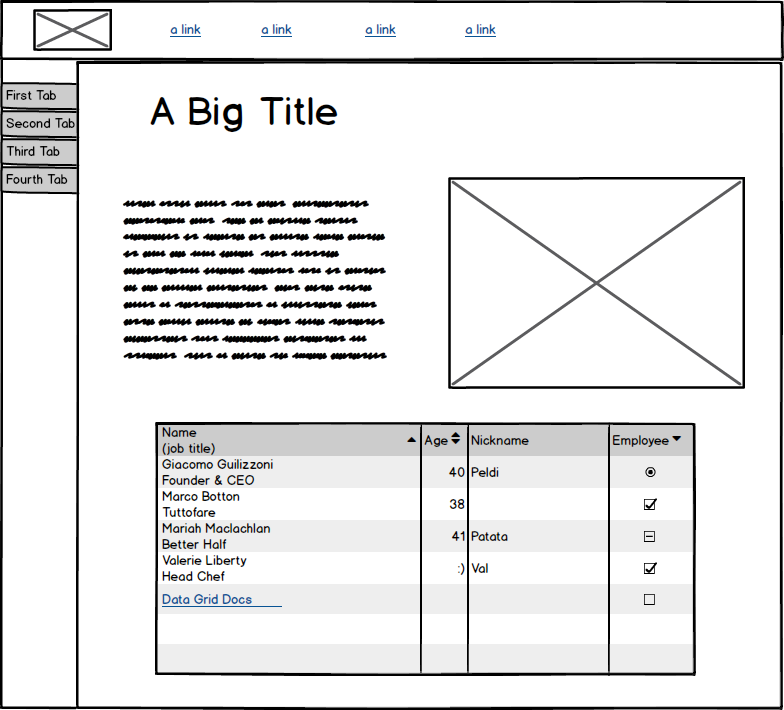 a link a link a link a link
First Tab
Second Tab
Third Tab
Fourth Tab
A Big Title
Name
(job title)
Age Nickname Employee
Giacomo Guilizzoni
Founder & CEO
40 Peldi
Marco Botton
Tuttofare
38
Mariah Maclachlan
Better Half
41 Patata
Valerie Liberty
Head Chef
:) Val
Data Grid Docs